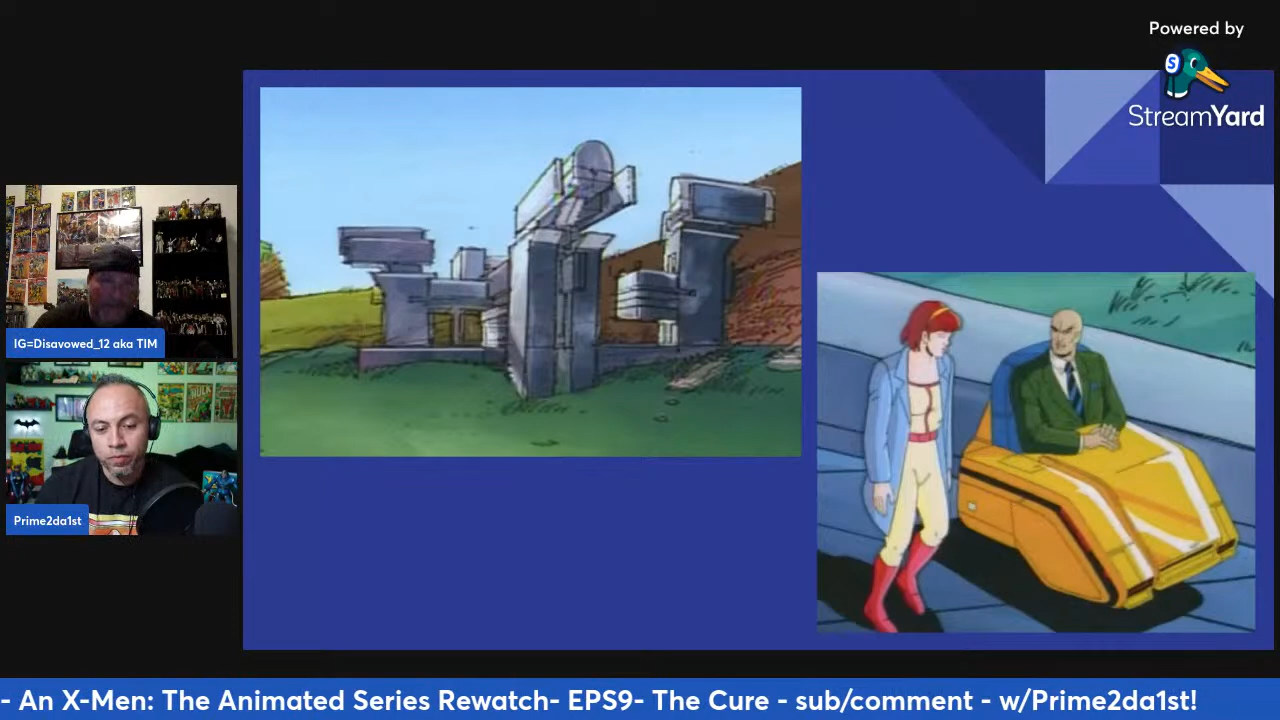 Powered by
StreamYard
IG=Disavowed_12 aka TIM
Prime2da1st
- An X-Men: The Animated Series Rewatch- EPS9- The Cure - sub/comment - w/Prime2da1st!